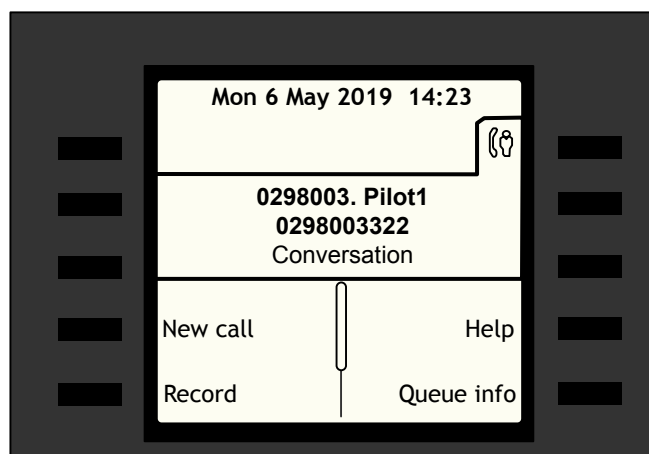 Mon 6 May 2019 14:23
0298003. Pilot1
0298003322
Conversation
New call Help
Record Queue info